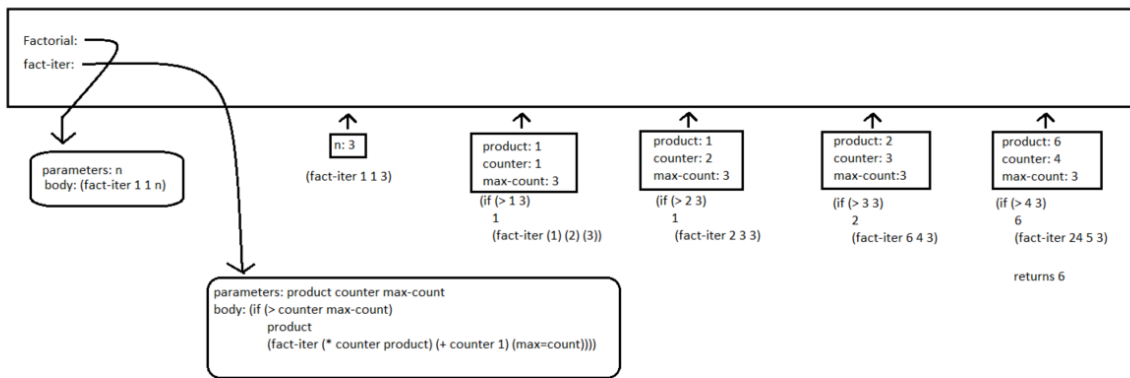 Factorial:
fact-iter:
parameters: n
body: (fact-iter 1 1 n)
n: 3
(fact-iter 1 1 3)
product: 1
counter: 1
max-count: 3
(if (> 1 3)
1
(fact-iter (1) (2) (3))
product: 1
counter: 2
max-count: 3
(if (> 2 3)
1
(fact-iter 2 3 3)
product: 2
counter: 3
max-count:3
(if (> 3 3)
2
(fact-iter 6 4 3)
product: 6
counter: 4
max-count: 3
(if (> 4 3)
6
(fact-iter 24 5 3)
returns 6
parameters: product counter max-count
body: (if (> counter max-count)
product
(fact-iter (* counter product) (+ counter 1) (max=count))))